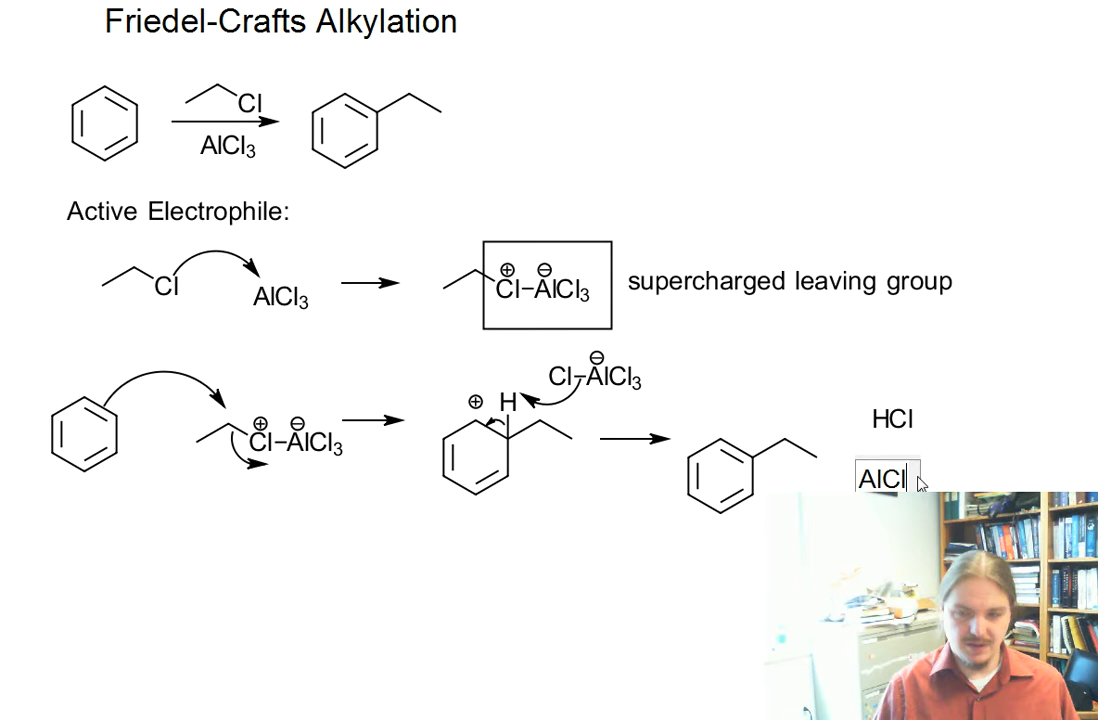 Friedel-Crafts Alkylation
Cl
AlCl₃
Active Electrophile:
Cl
AlCl₃
⊕ ⊖
Cl–AlCl₃
supercharged leaving group
⊖
Cl–AlCl₃
⊕ H
⊕ ⊖
Cl–AlCl₃
HCl
AlCl